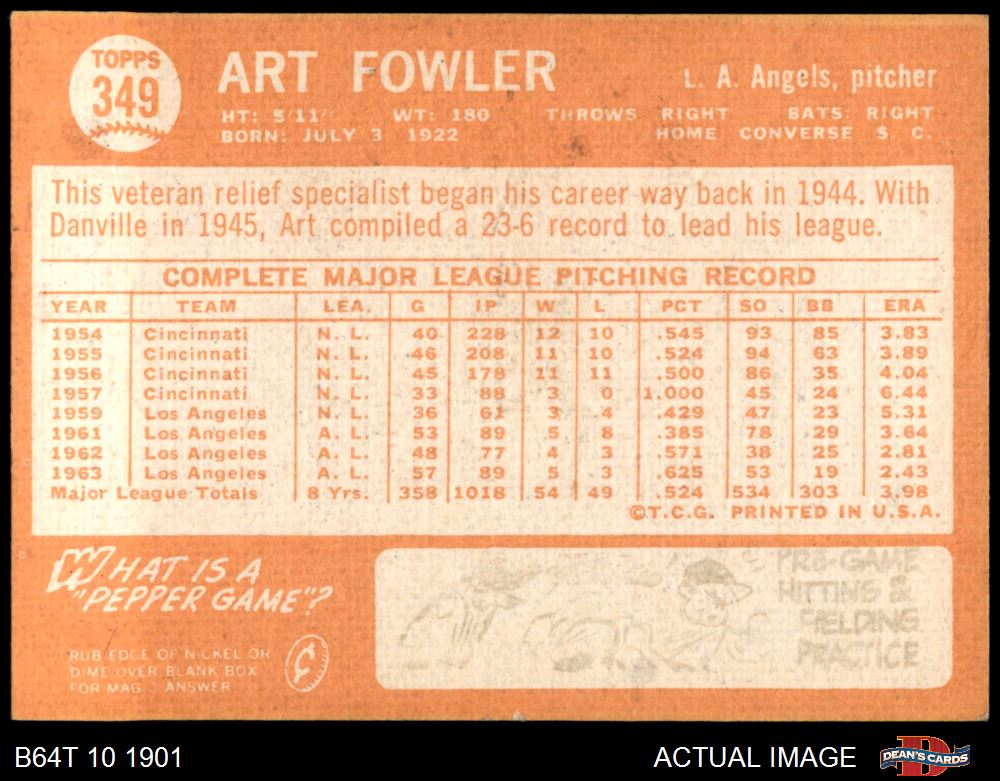 TOPPS
349
ART FOWLER
L. A. Angels, pitcher
HT: 5'11" WT: 180 THROWS RIGHT BATS: RIGHT
BORN: JULY 3 1922 HOME CONVERSE S. C.
This veteran relief specialist began his career way back in 1944. With
Danville in 1945, Art compiled a 23-6 record to lead his league.
COMPLETE MAJOR LEAGUE PITCHING RECORD
YEAR TEAM LEA. G IP W L PCT SO BB ERA
1954 Cincinnati N. L. 40 228 12 10 .545 93 85 3.83
1955 Cincinnati N. L. 46 208 11 10 .524 94 63 3.89
1956 Cincinnati N. L. 45 178 11 11 .500 86 35 4.04
1957 Cincinnati N. L. 33 88 3 0 1.000 45 24 6.44
1959 Los Angeles N. L. 36 61 3 4 .429 47 23 5.31
1961 Los Angeles A. L. 53 89 5 8 .385 78 29 3.64
1962 Los Angeles A. L. 48 77 4 3 .571 38 25 2.81
1963 Los Angeles A. L. 57 89 5 3 .625 53 19 2.43
Major League Totals 8 Yrs. 358 1018 54 49 .524 534 303 3.98
©T.C.G. PRINTED IN U.S.A.
WHAT IS A
"PEPPER GAME"?
RUB EDGE OF NICKEL OR
DIME OVER BLANK BOX
FOR MAGIC ANSWER
¢
PRE-GAME
HITTING &
FIELDING
PRACTICE
B64T 10 1901
ACTUAL IMAGE
D
DEAN'S CARDS